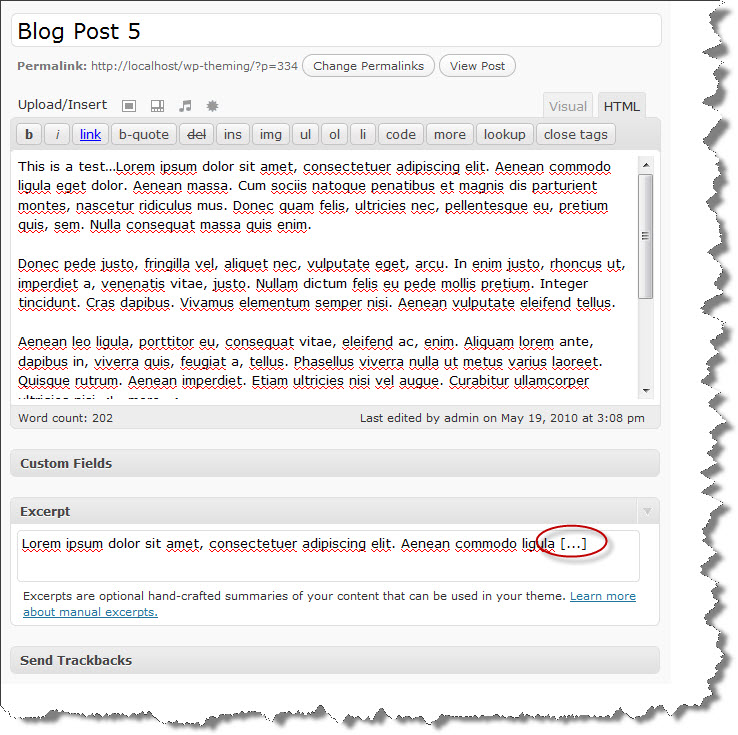 Blog Post 5
Permalink: http://localhost/wp-theming/?p=334 Change Permalinks View Post
Upload/Insert Visual HTML
b i link b-quote del ins img ul ol li code more lookup close tags
This is a test...Lorem ipsum dolor sit amet, consectetuer adipiscing elit. Aenean commodo
ligula eget dolor. Aenean massa. Cum sociis natoque penatibus et magnis dis parturient
montes, nascetur ridiculus mus. Donec quam felis, ultricies nec, pellentesque eu, pretium
quis, sem. Nulla consequat massa quis enim.
Donec pede justo, fringilla vel, aliquet nec, vulputate eget, arcu. In enim justo, rhoncus ut,
imperdiet a, venenatis vitae, justo. Nullam dictum felis eu pede mollis pretium. Integer
tincidunt. Cras dapibus. Vivamus elementum semper nisi. Aenean vulputate eleifend tellus.
Aenean leo ligula, porttitor eu, consequat vitae, eleifend ac, enim. Aliquam lorem ante,
dapibus in, viverra quis, feugiat a, tellus. Phasellus viverra nulla ut metus varius laoreet.
Quisque rutrum. Aenean imperdiet. Etiam ultricies nisi vel augue. Curabitur ullamcorper
Word count: 202 Last edited by admin on May 19, 2010 at 3:08 pm
Custom Fields
Excerpt
Lorem ipsum dolor sit amet, consectetuer adipiscing elit. Aenean commodo ligula [...]
Excerpts are optional hand-crafted summaries of your content that can be used in your theme. Learn more
about manual excerpts.
Send Trackbacks